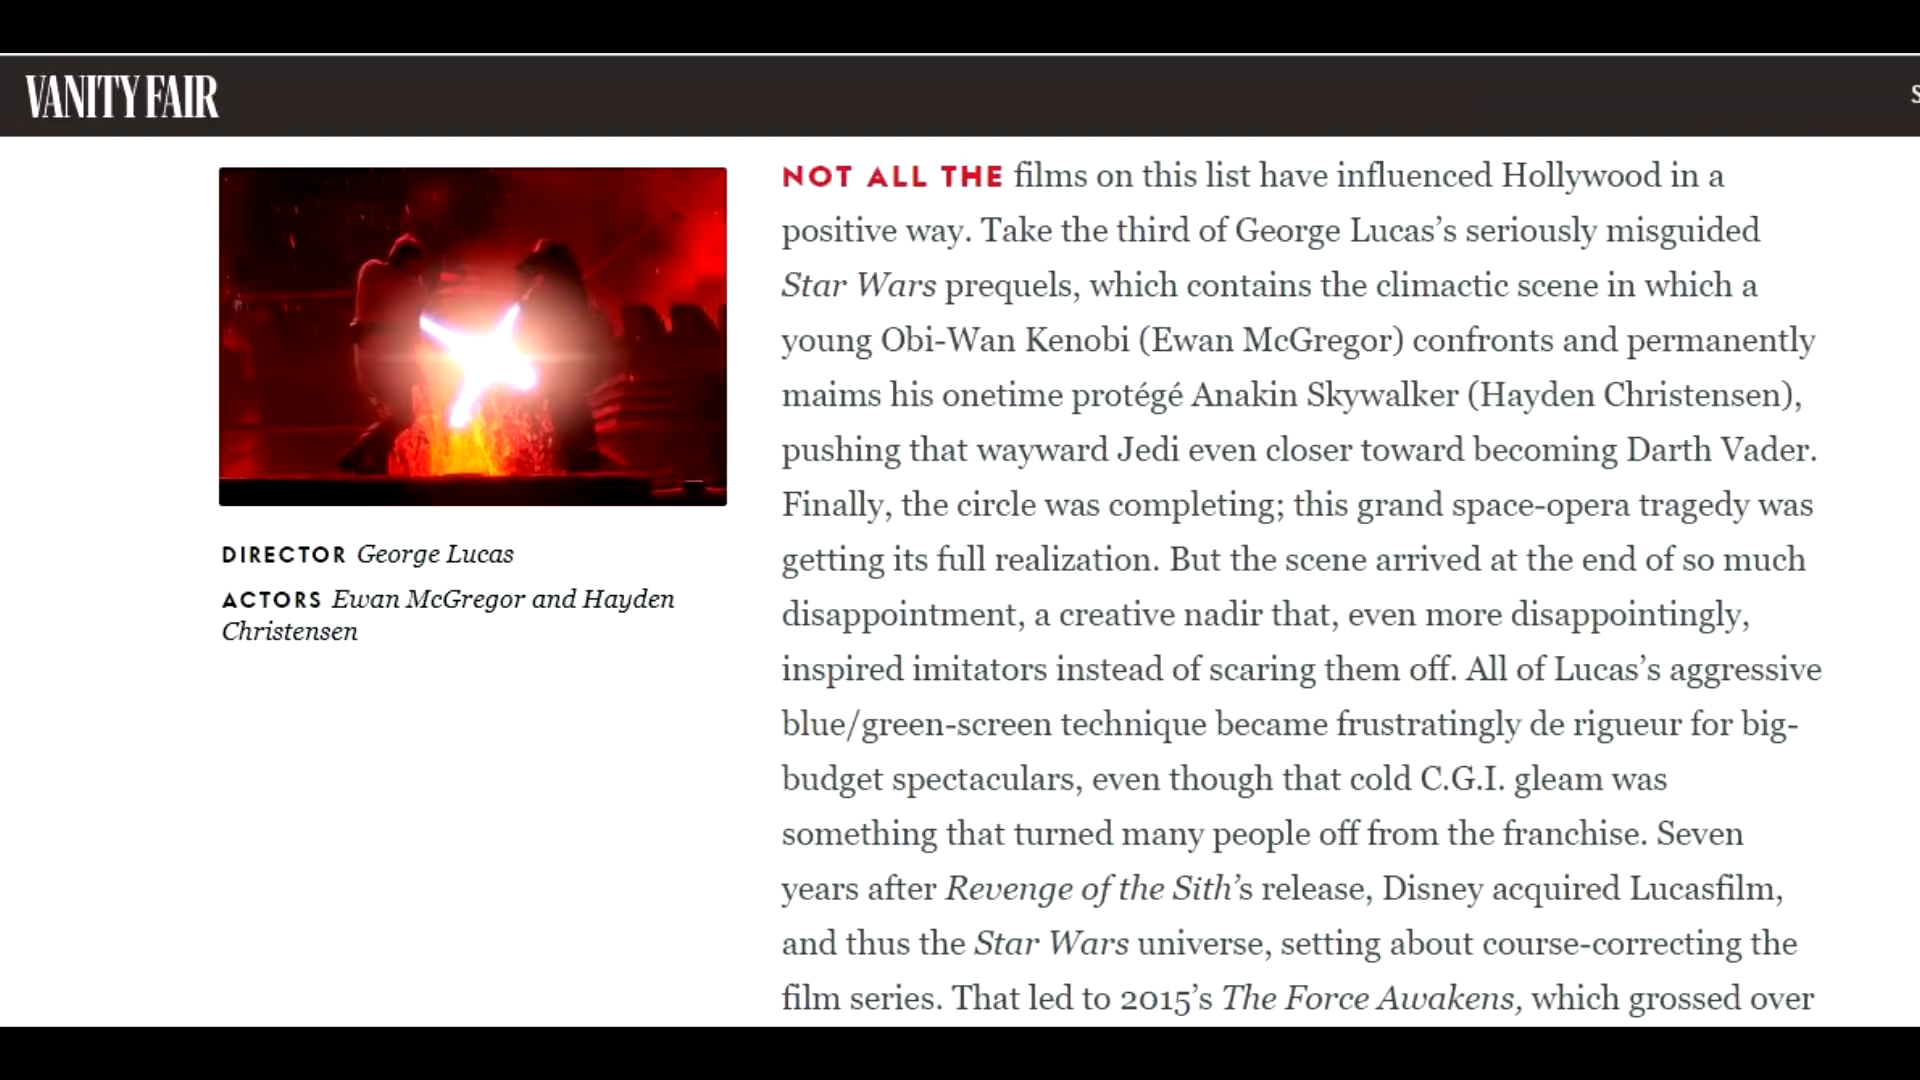 VANITY FAIR
S
NOT ALL THE films on this list have influenced Hollywood in a
positive way. Take the third of George Lucas’s seriously misguided
Star Wars prequels, which contains the climactic scene in which a
young Obi-Wan Kenobi (Ewan McGregor) confronts and permanently
maims his onetime protégé Anakin Skywalker (Hayden Christensen),
pushing that wayward Jedi even closer toward becoming Darth Vader.
Finally, the circle was completing; this grand space-opera tragedy was
getting its full realization. But the scene arrived at the end of so much
disappointment, a creative nadir that, even more disappointingly,
inspired imitators instead of scaring them off. All of Lucas’s aggressive
blue/green-screen technique became frustratingly de rigueur for big-
budget spectaculars, even though that cold C.G.I. gleam was
something that turned many people off from the franchise. Seven
years after Revenge of the Sith’s release, Disney acquired Lucasfilm,
and thus the Star Wars universe, setting about course-correcting the
film series. That led to 2015’s The Force Awakens, which grossed over
DIRECTOR George Lucas
ACTORS Ewan McGregor and Hayden
Christensen